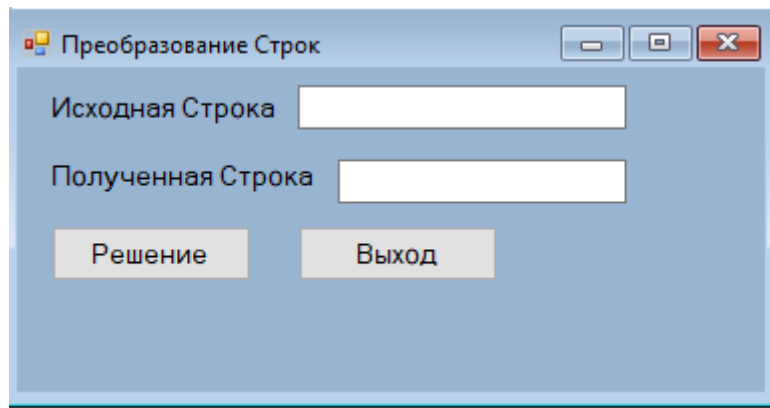 Преобразование Строк
Исходная Строка
Полученная Строка
Решение Выход